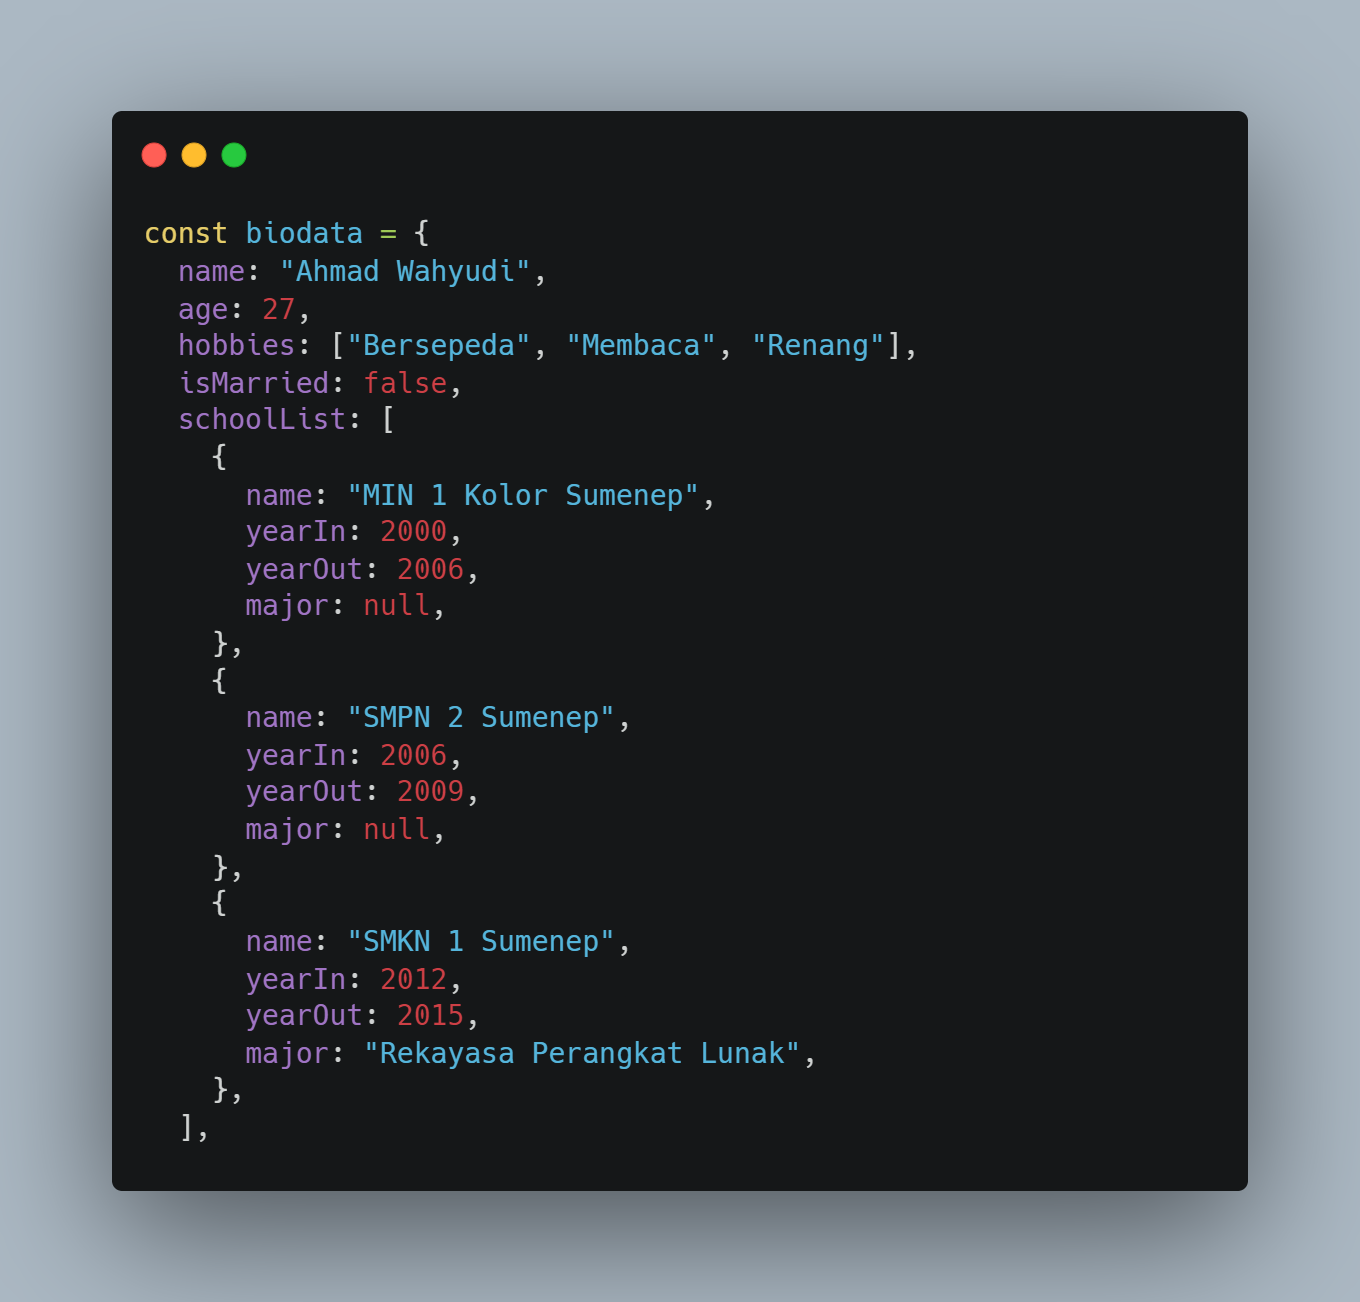 const biodata = {
  name: "Ahmad Wahyudi",
  age: 27,
  hobbies: ["Bersepeda", "Membaca", "Renang"],
  isMarried: false,
  schoolList: [
    {
      name: "MIN 1 Kolor Sumenep",
      yearIn: 2000,
      yearOut: 2006,
      major: null,
    },
    {
      name: "SMPN 2 Sumenep",
      yearIn: 2006,
      yearOut: 2009,
      major: null,
    },
    {
      name: "SMKN 1 Sumenep",
      yearIn: 2012,
      yearOut: 2015,
      major: "Rekayasa Perangkat Lunak",
    },
  ],